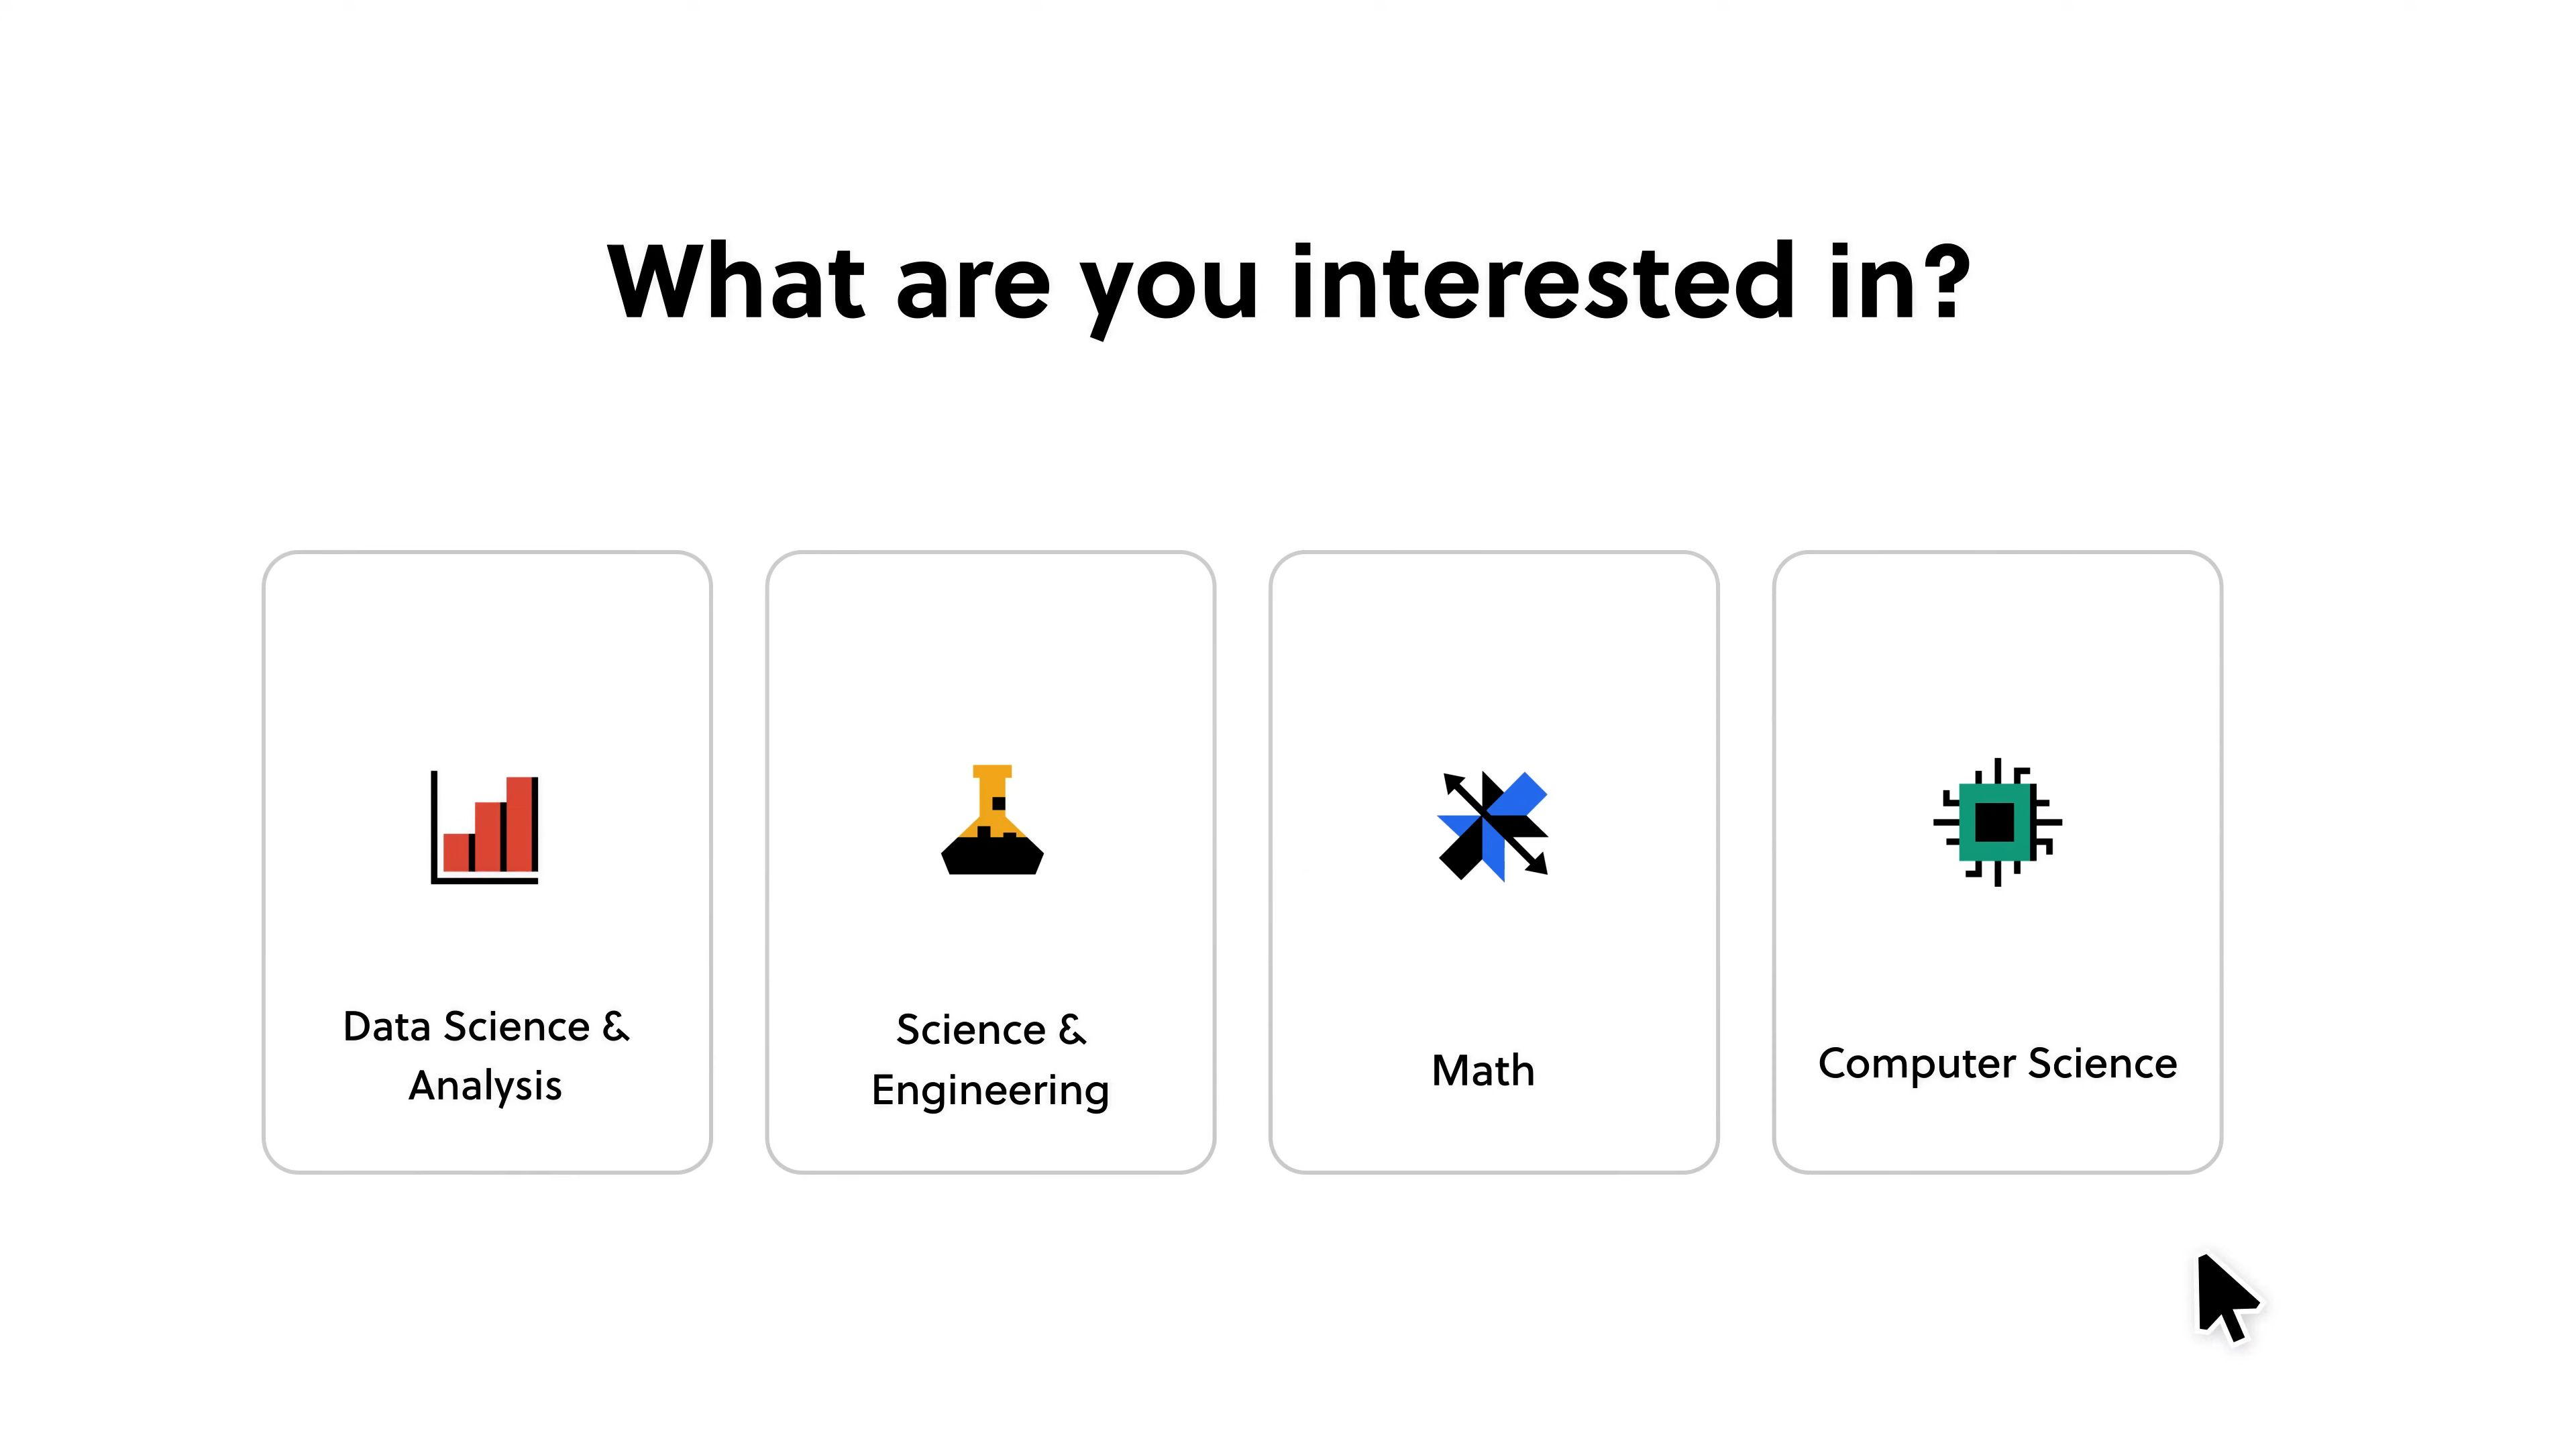 What are you interested in?
Data Science &
Analysis
Science &
Engineering
Math
Computer Science